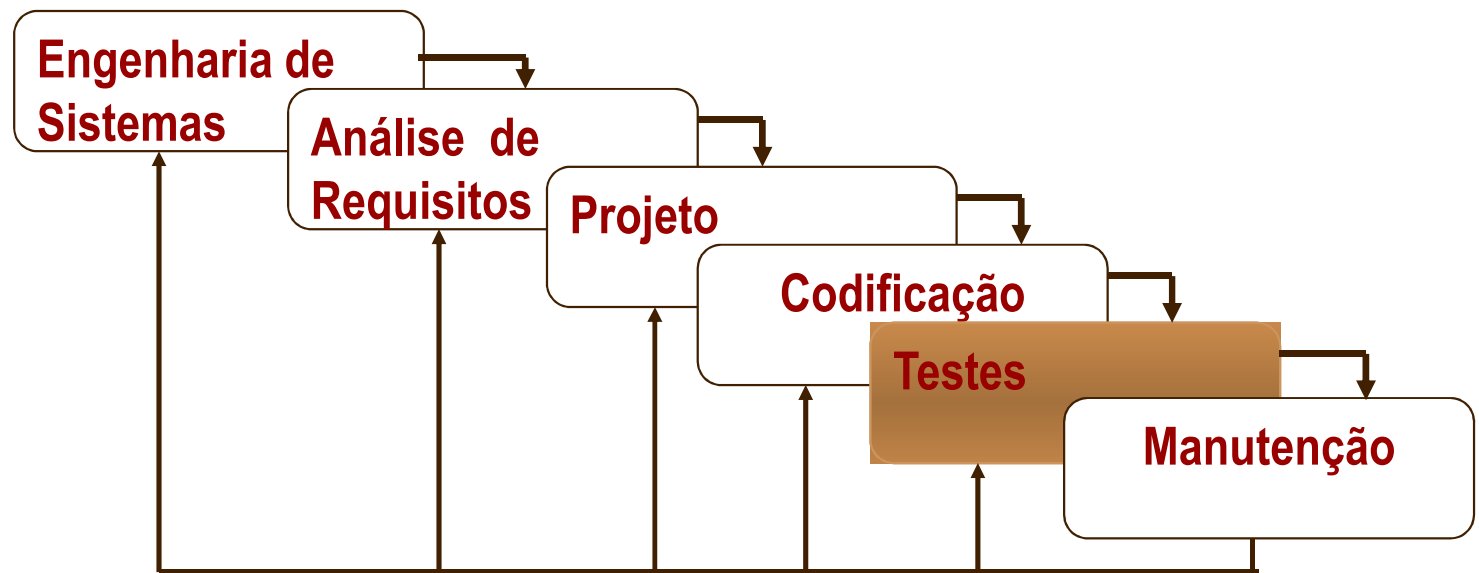 Engenharia de
Sistemas
Análise de
Requisitos
Projeto
Codificação
Testes
Manutenção